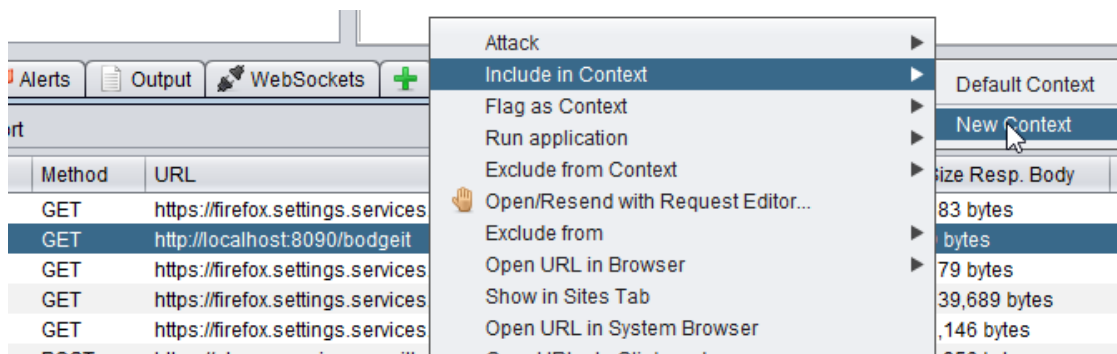 Attack
Include in Context
Default Context
Flag as Context
New Context
Run application
Exclude from Context
Open/Resend with Request Editor...
Exclude from
Open URL in Browser
Show in Sites Tab
Open URL in System Browser
Alerts Output WebSockets
Method URL Size Resp. Body
GET https://firefox.settings.services 83 bytes
GET http://localhost:8090/bodgeit bytes
GET https://firefox.settings.services 79 bytes
GET https://firefox.settings.services 39,689 bytes
GET https://firefox.settings.services ,146 bytes